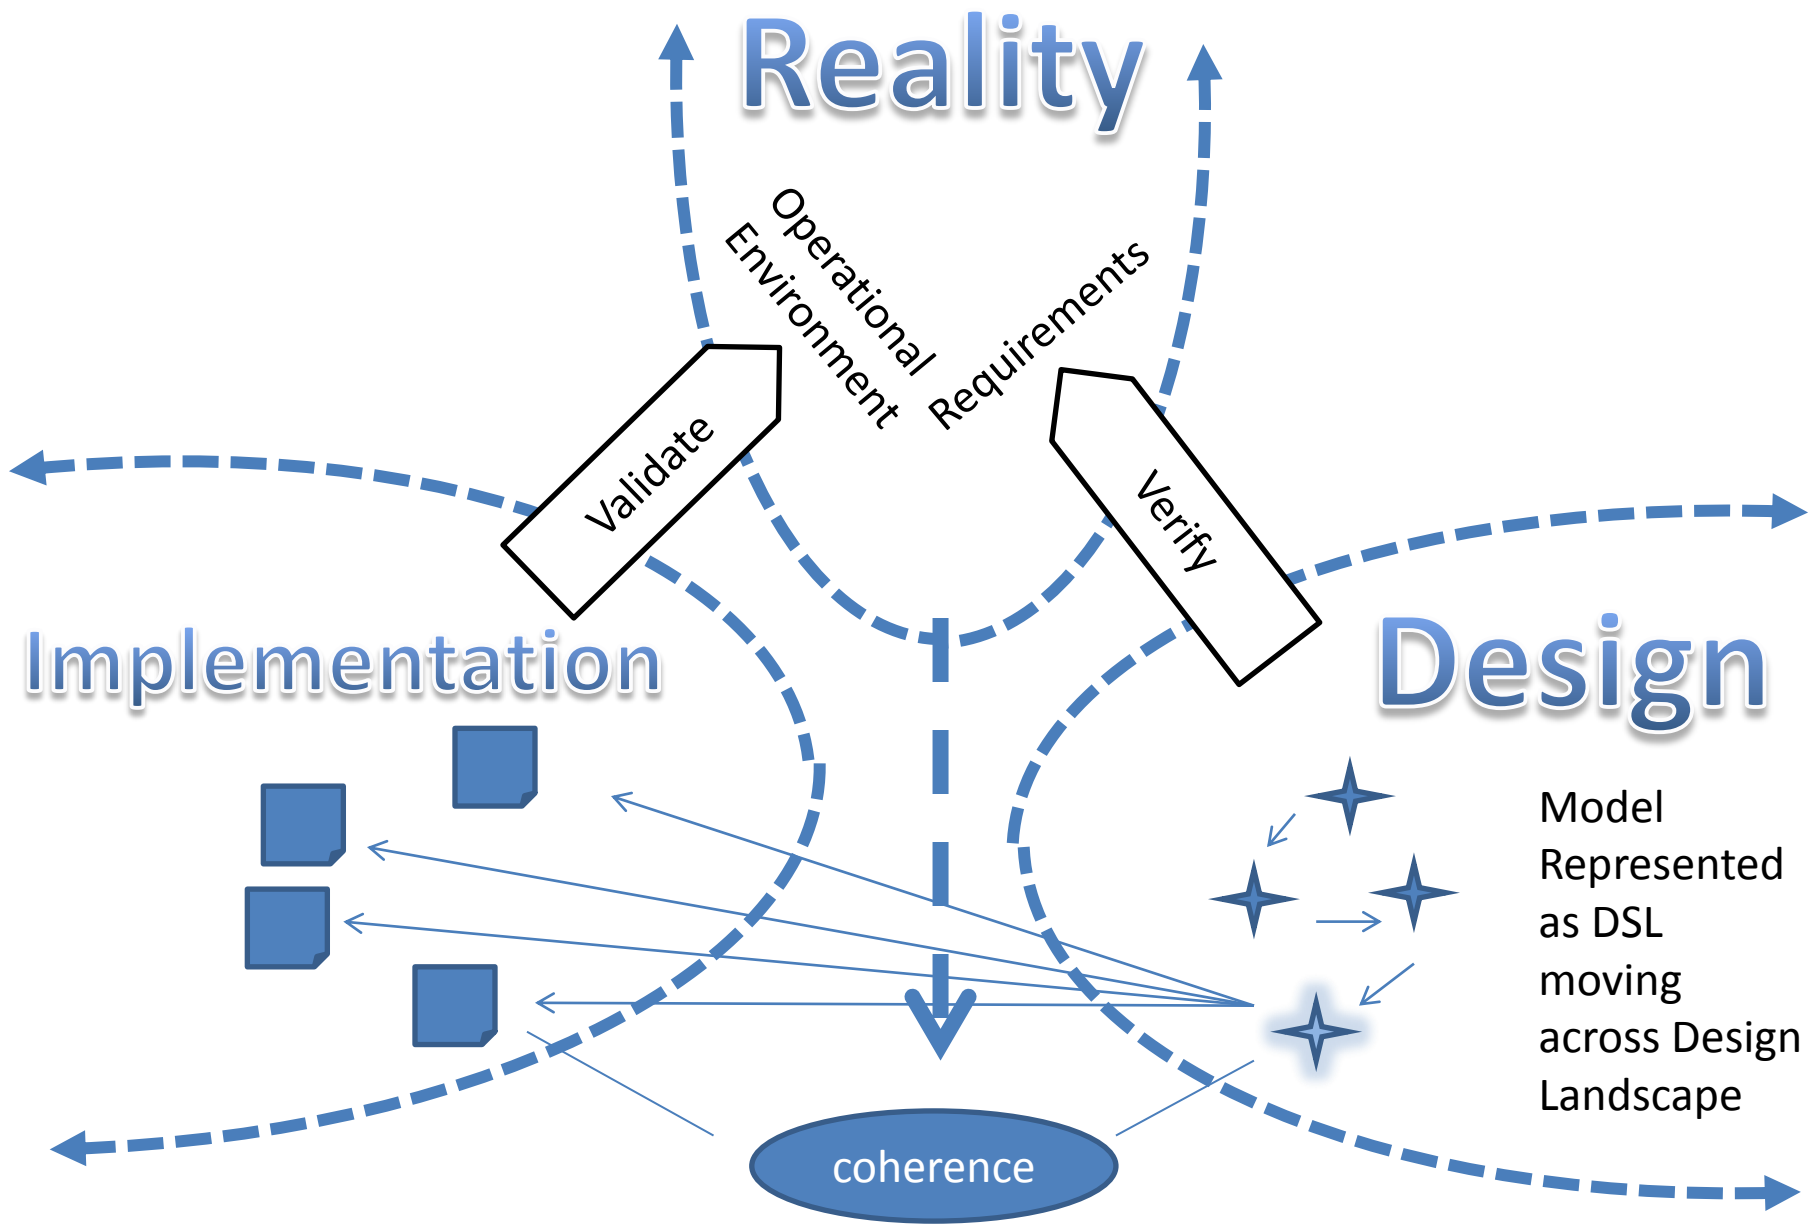 Reality
Operational
Environment
Requirements
Validate
Verify
Implementation
Design
Model
Represented
as DSL
moving
across Design
Landscape
coherence